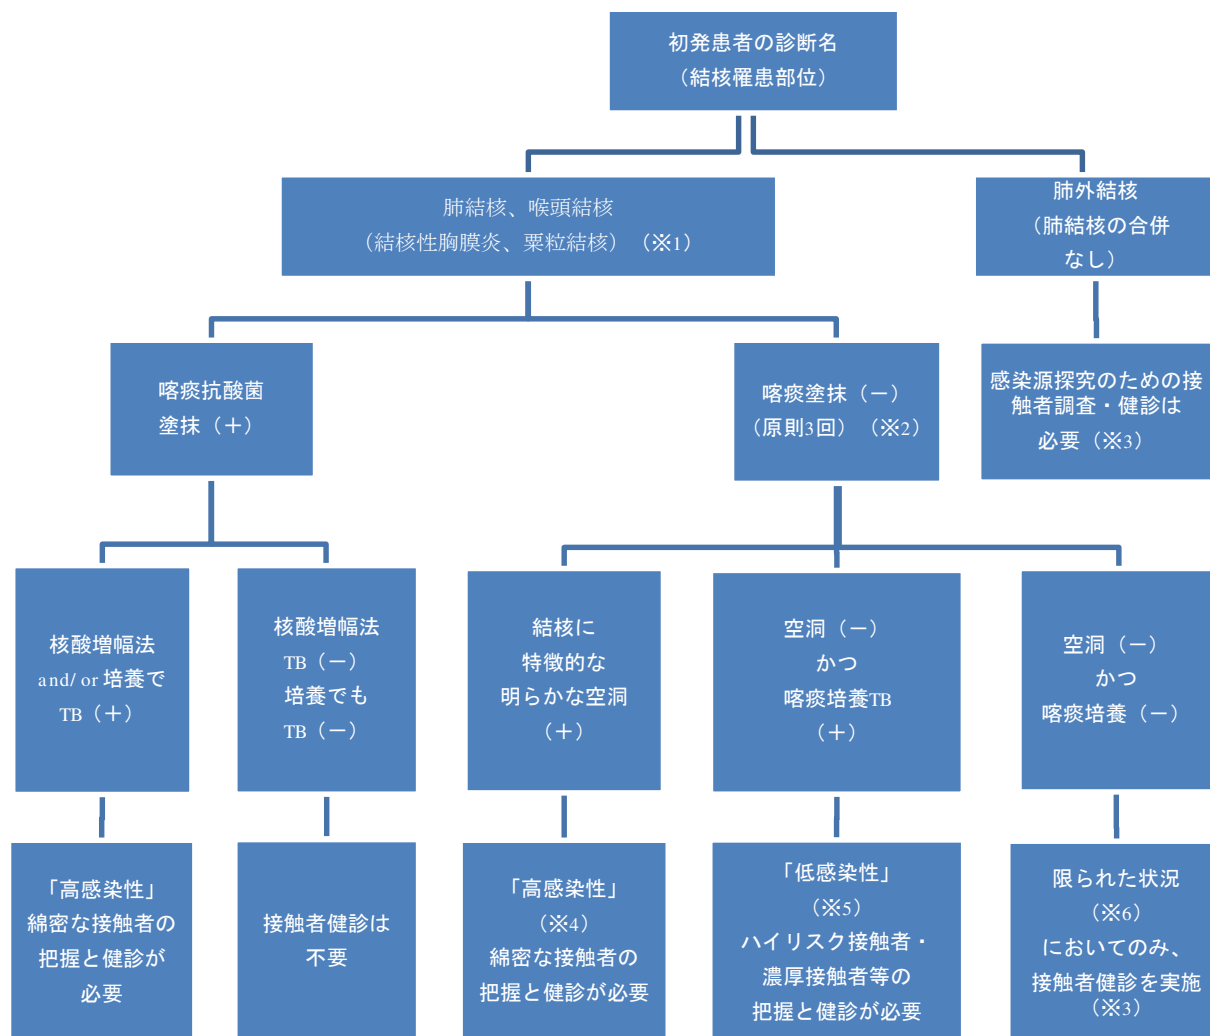 初発患者の診断名
（結核罹患部位）
肺結核、喉頭結核
（結核性胸膜炎、粟粒結核）（※1）
肺外結核
（肺結核の合併
なし）
喀痰抗酸菌
塗抹（＋）
喀痰塗抹（－）
（原則3回）（※2）
感染源探究のための接
触者調査・健診は
必要（※3）
核酸増幅法
and/or 培養で
TB（＋）
核酸増幅法
TB（－）
培養でも
TB（－）
結核に
特徴的な
明らかな空洞
（＋）
空洞（－）
かつ
喀痰培養TB
（＋）
空洞（－）
かつ
喀痰培養（－）
「高感染性」
綿密な接触者の
把握と健診が
必要
接触者健診は
不要
「高感染性」
（※4）
綿密な接触者の
把握と健診が必要
「低感染性」
（※5）
ハイリスク接触者・
濃厚接触者等の
把握と健診が必要
限られた状況
（※6）
においてのみ、
接触者健診を実施
（※3）